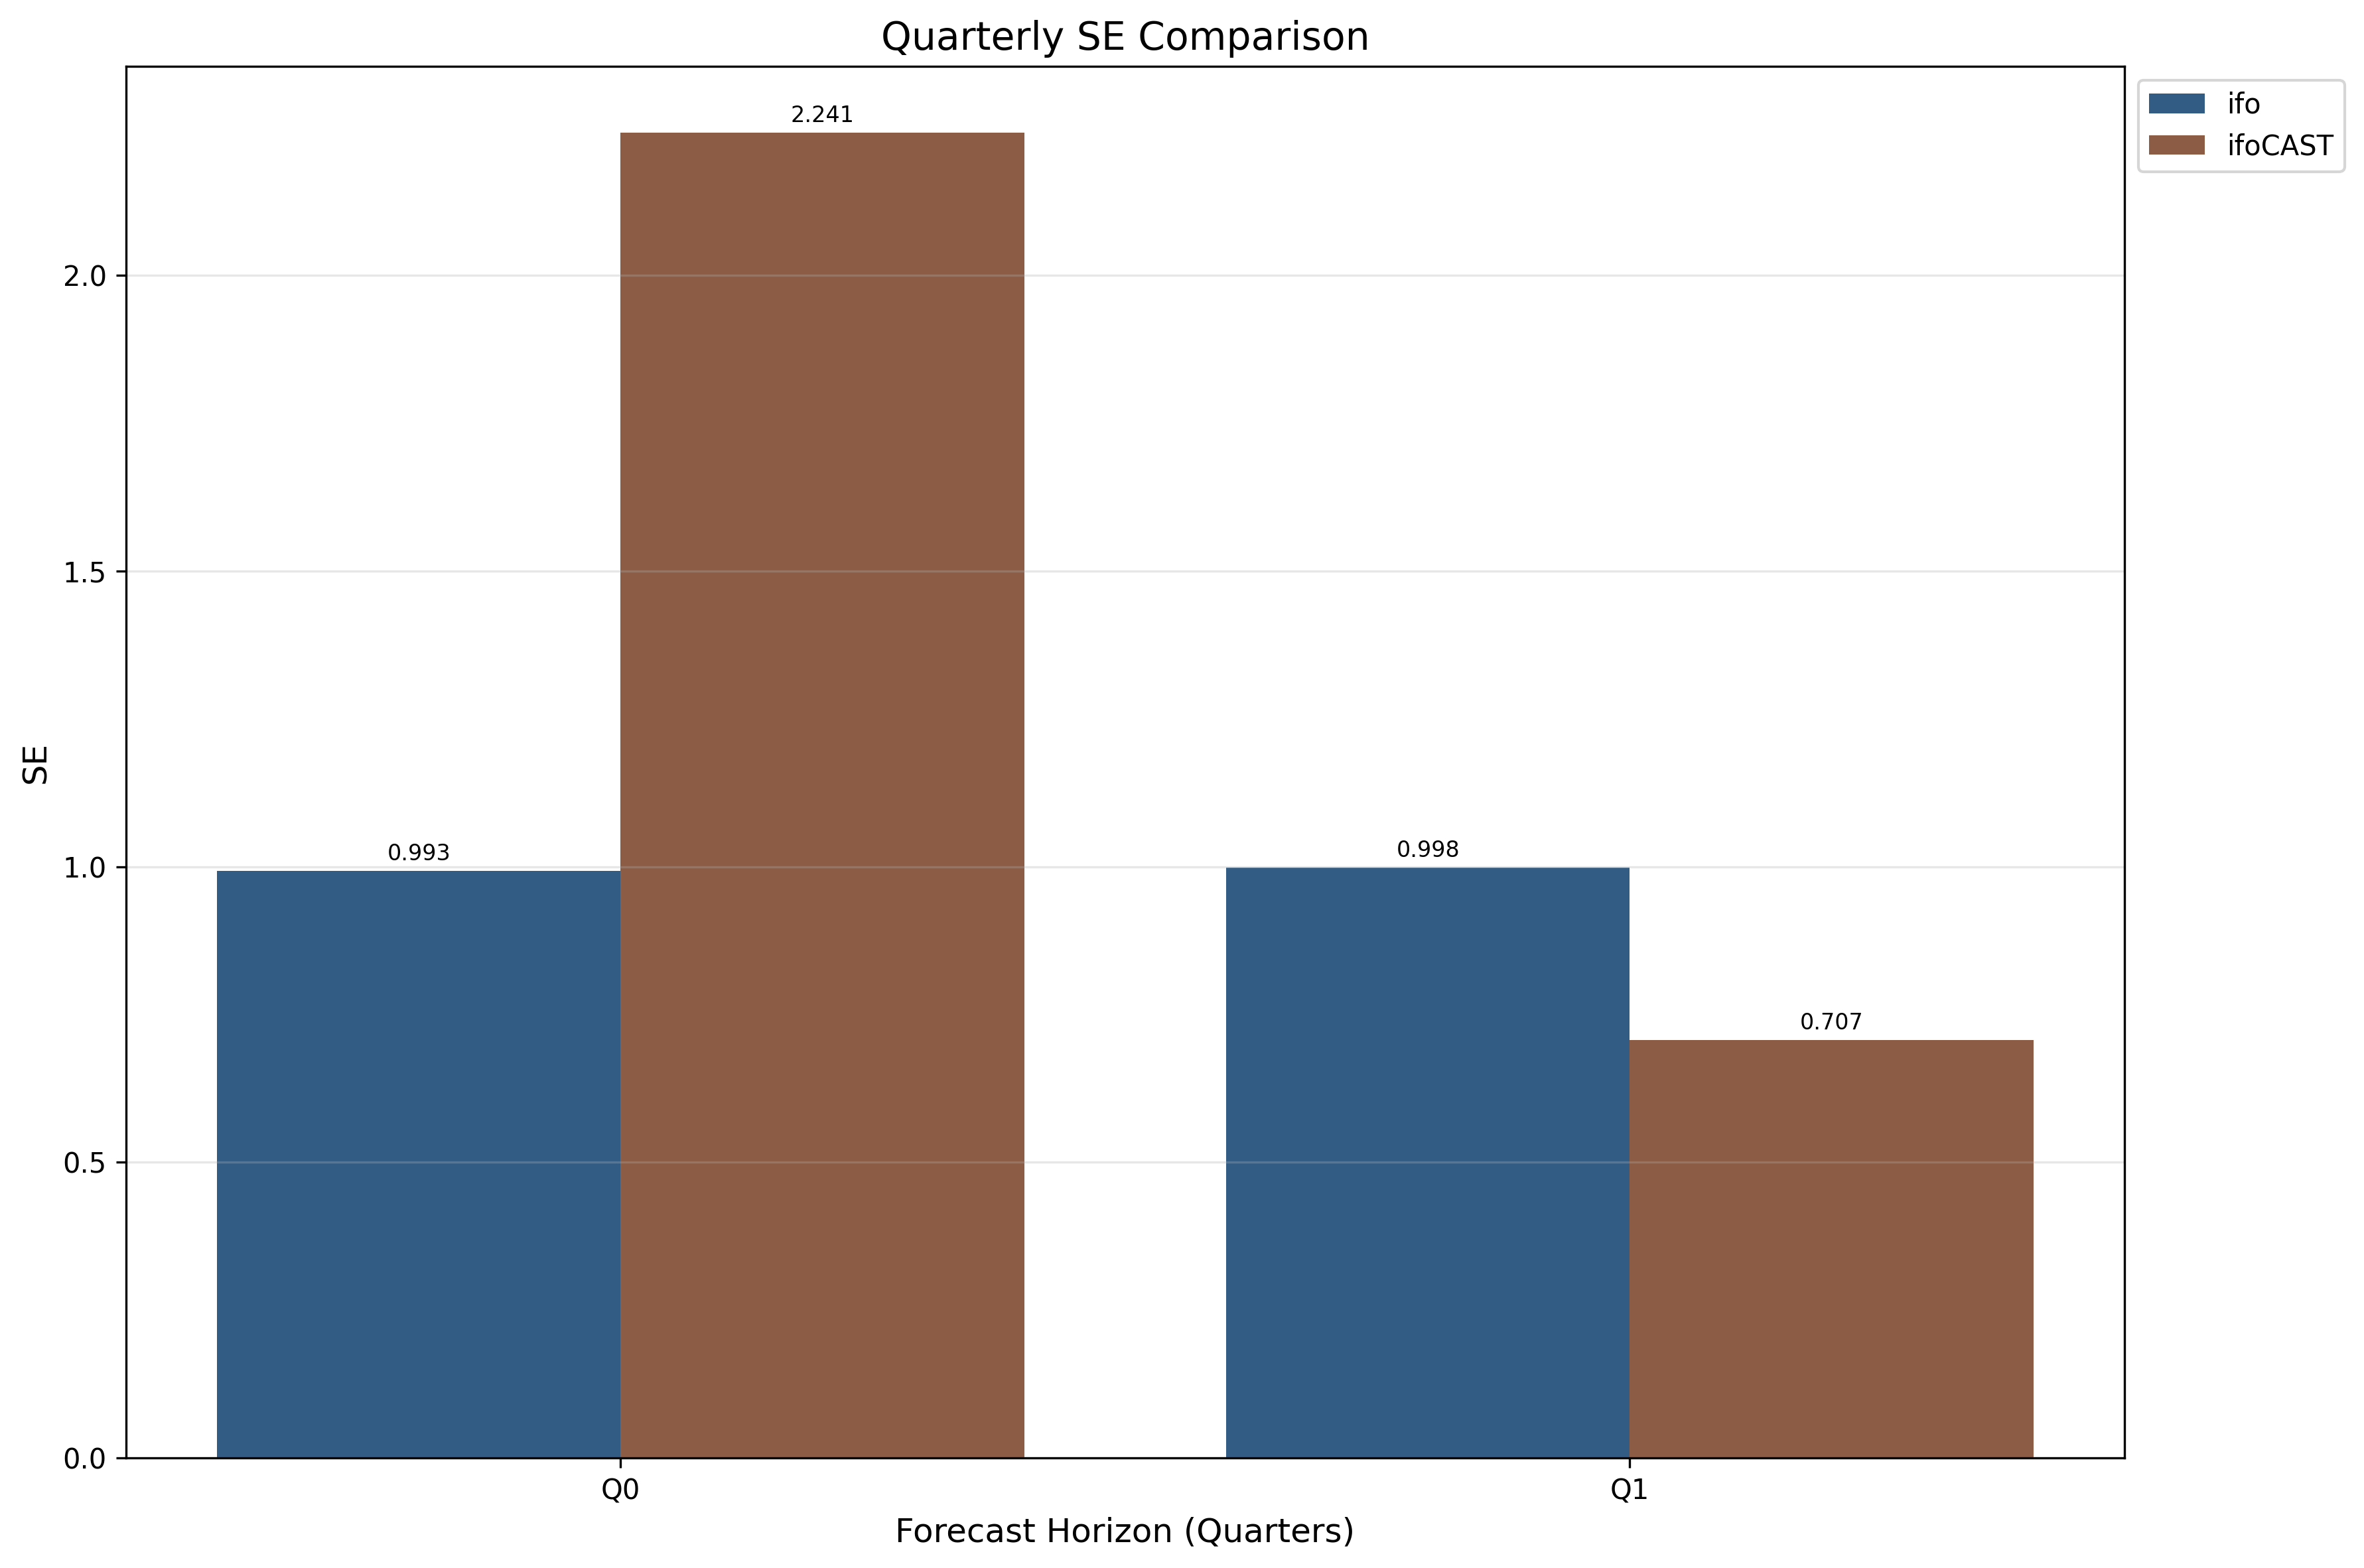 Quarterly SE Comparison
ifo
ifoCAST
2.241
2.0
1.5
SE
1.0
0.993
0.998
0.707
0.5
0.0
Q0
Q1
Forecast Horizon (Quarters)